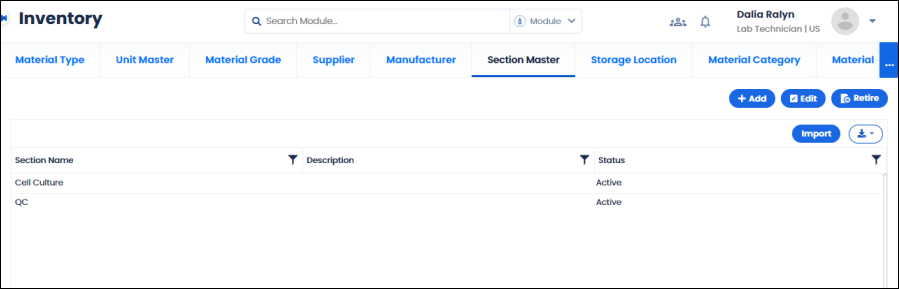 Inventory
Search Module..
Module
Dalia Ralyn
Lab Technician | US
Material Type Unit Master Material Grade Supplier Manufacturer Section Master Storage Location Material Category Material ...
+ Add Edit Retire
Import
Section Name Description Status
Cell Culture Active
QC Active